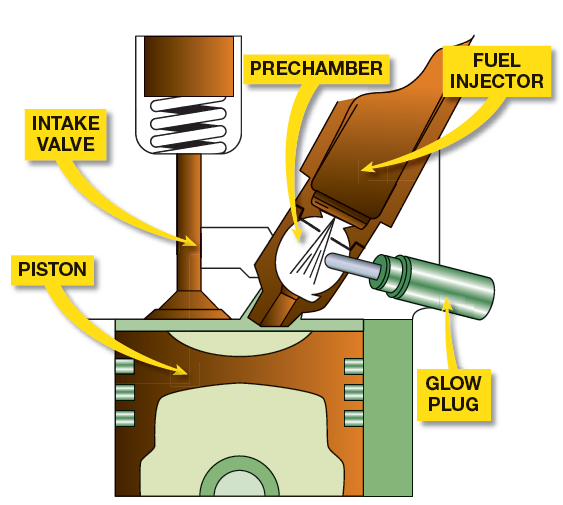 PRECHAMBER
FUEL
INJECTOR
INTAKE
VALVE
PISTON
GLOW
PLUG